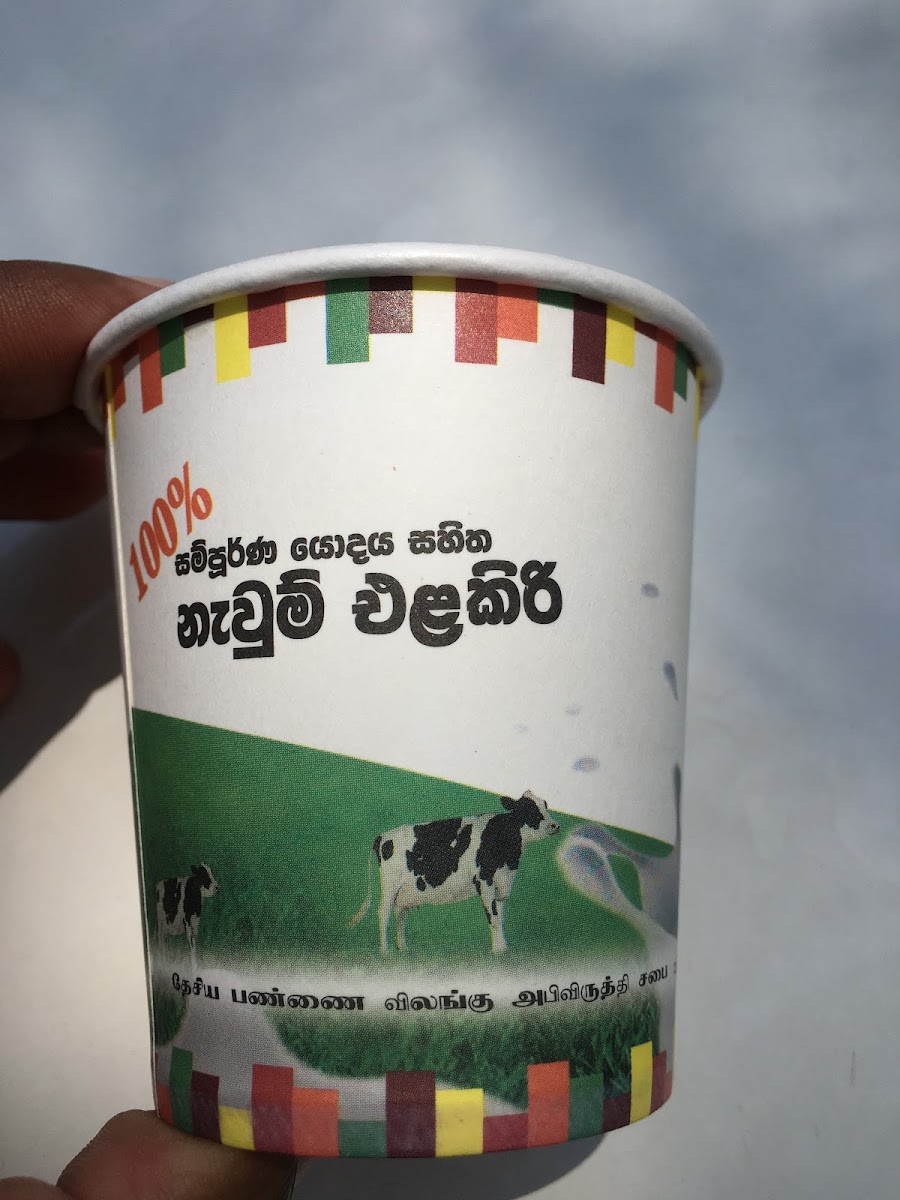 100%
සම්පූර්ණ යොදය සහිත
නැවුම් එළකිරි
தேசிய பண்ணை விலங்கு அபிவிருத்தி சபை